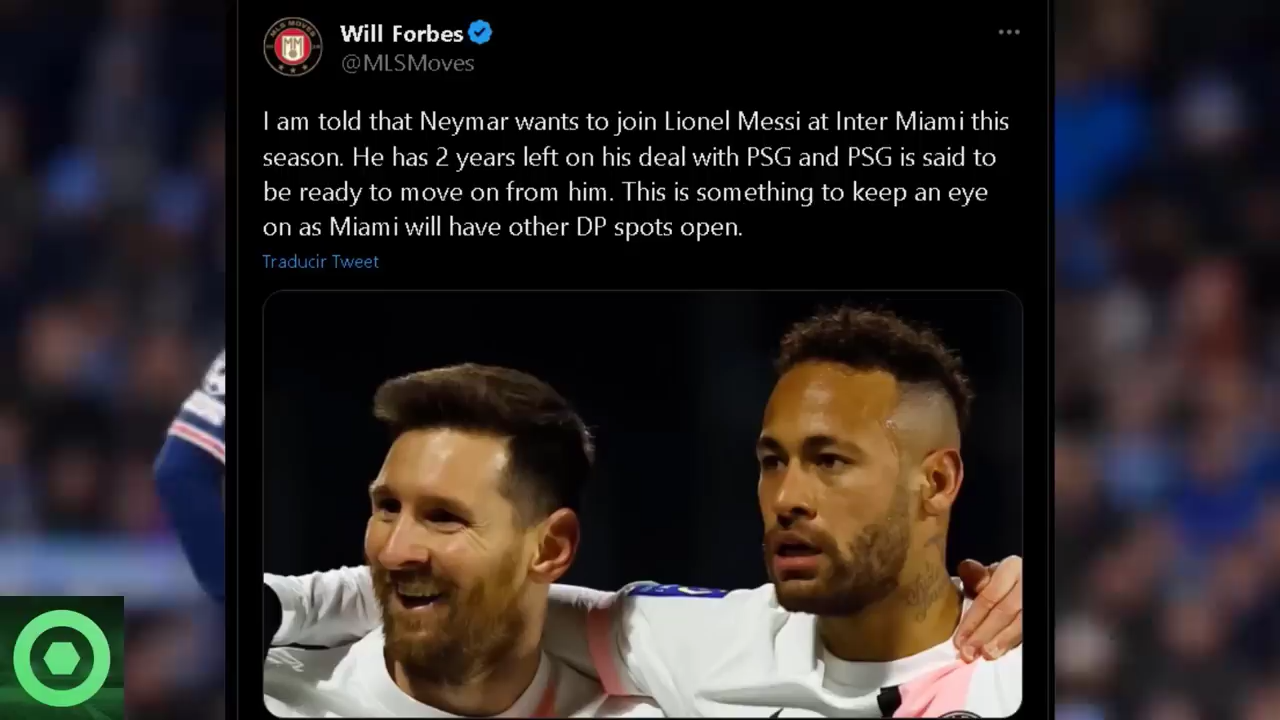 Will Forbes
@MLSMoves
I am told that Neymar wants to join Lionel Messi at Inter Miami this
season. He has 2 years left on his deal with PSG and PSG is said to
be ready to move on from him. This is something to keep an eye
on as Miami will have other DP spots open.
Traducir Tweet
MLS MOVES
MM